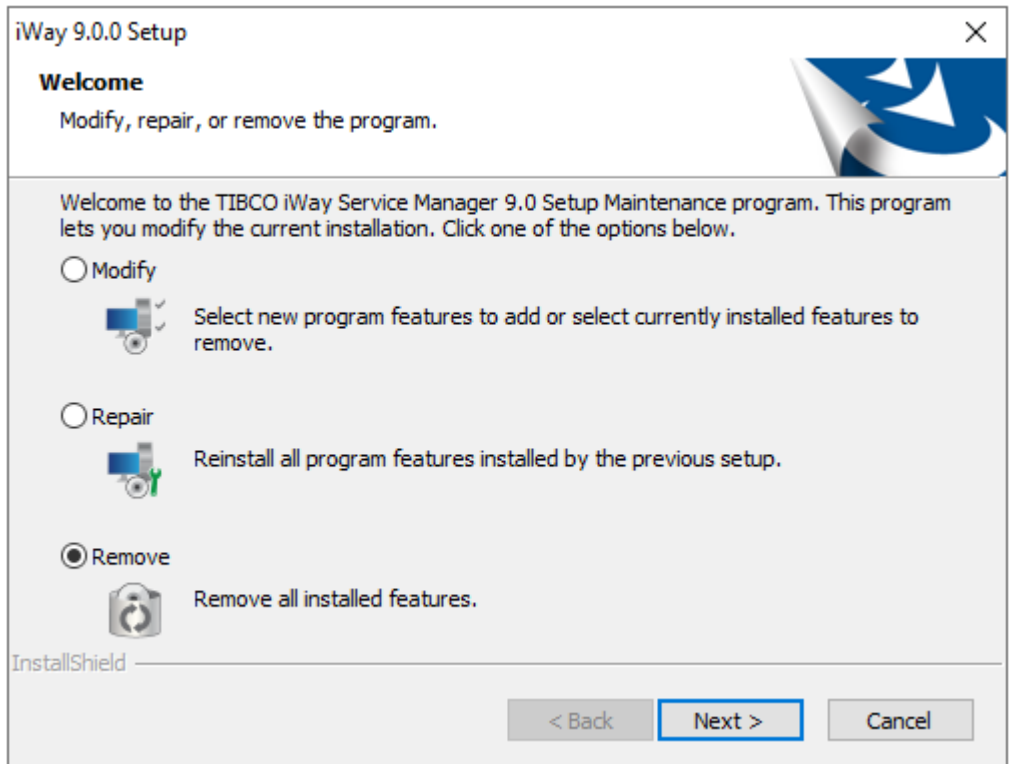 iWay 9.0.0 Setup
Welcome
Modify, repair, or remove the program.
Welcome to the TIBCO iWay Service Manager 9.0 Setup Maintenance program. This program
lets you modify the current installation. Click one of the options below.
Modify
Select new program features to add or select currently installed features to
remove.
Repair
Reinstall all program features installed by the previous setup.
Remove
Remove all installed features.
InstallShield
< Back Next > Cancel